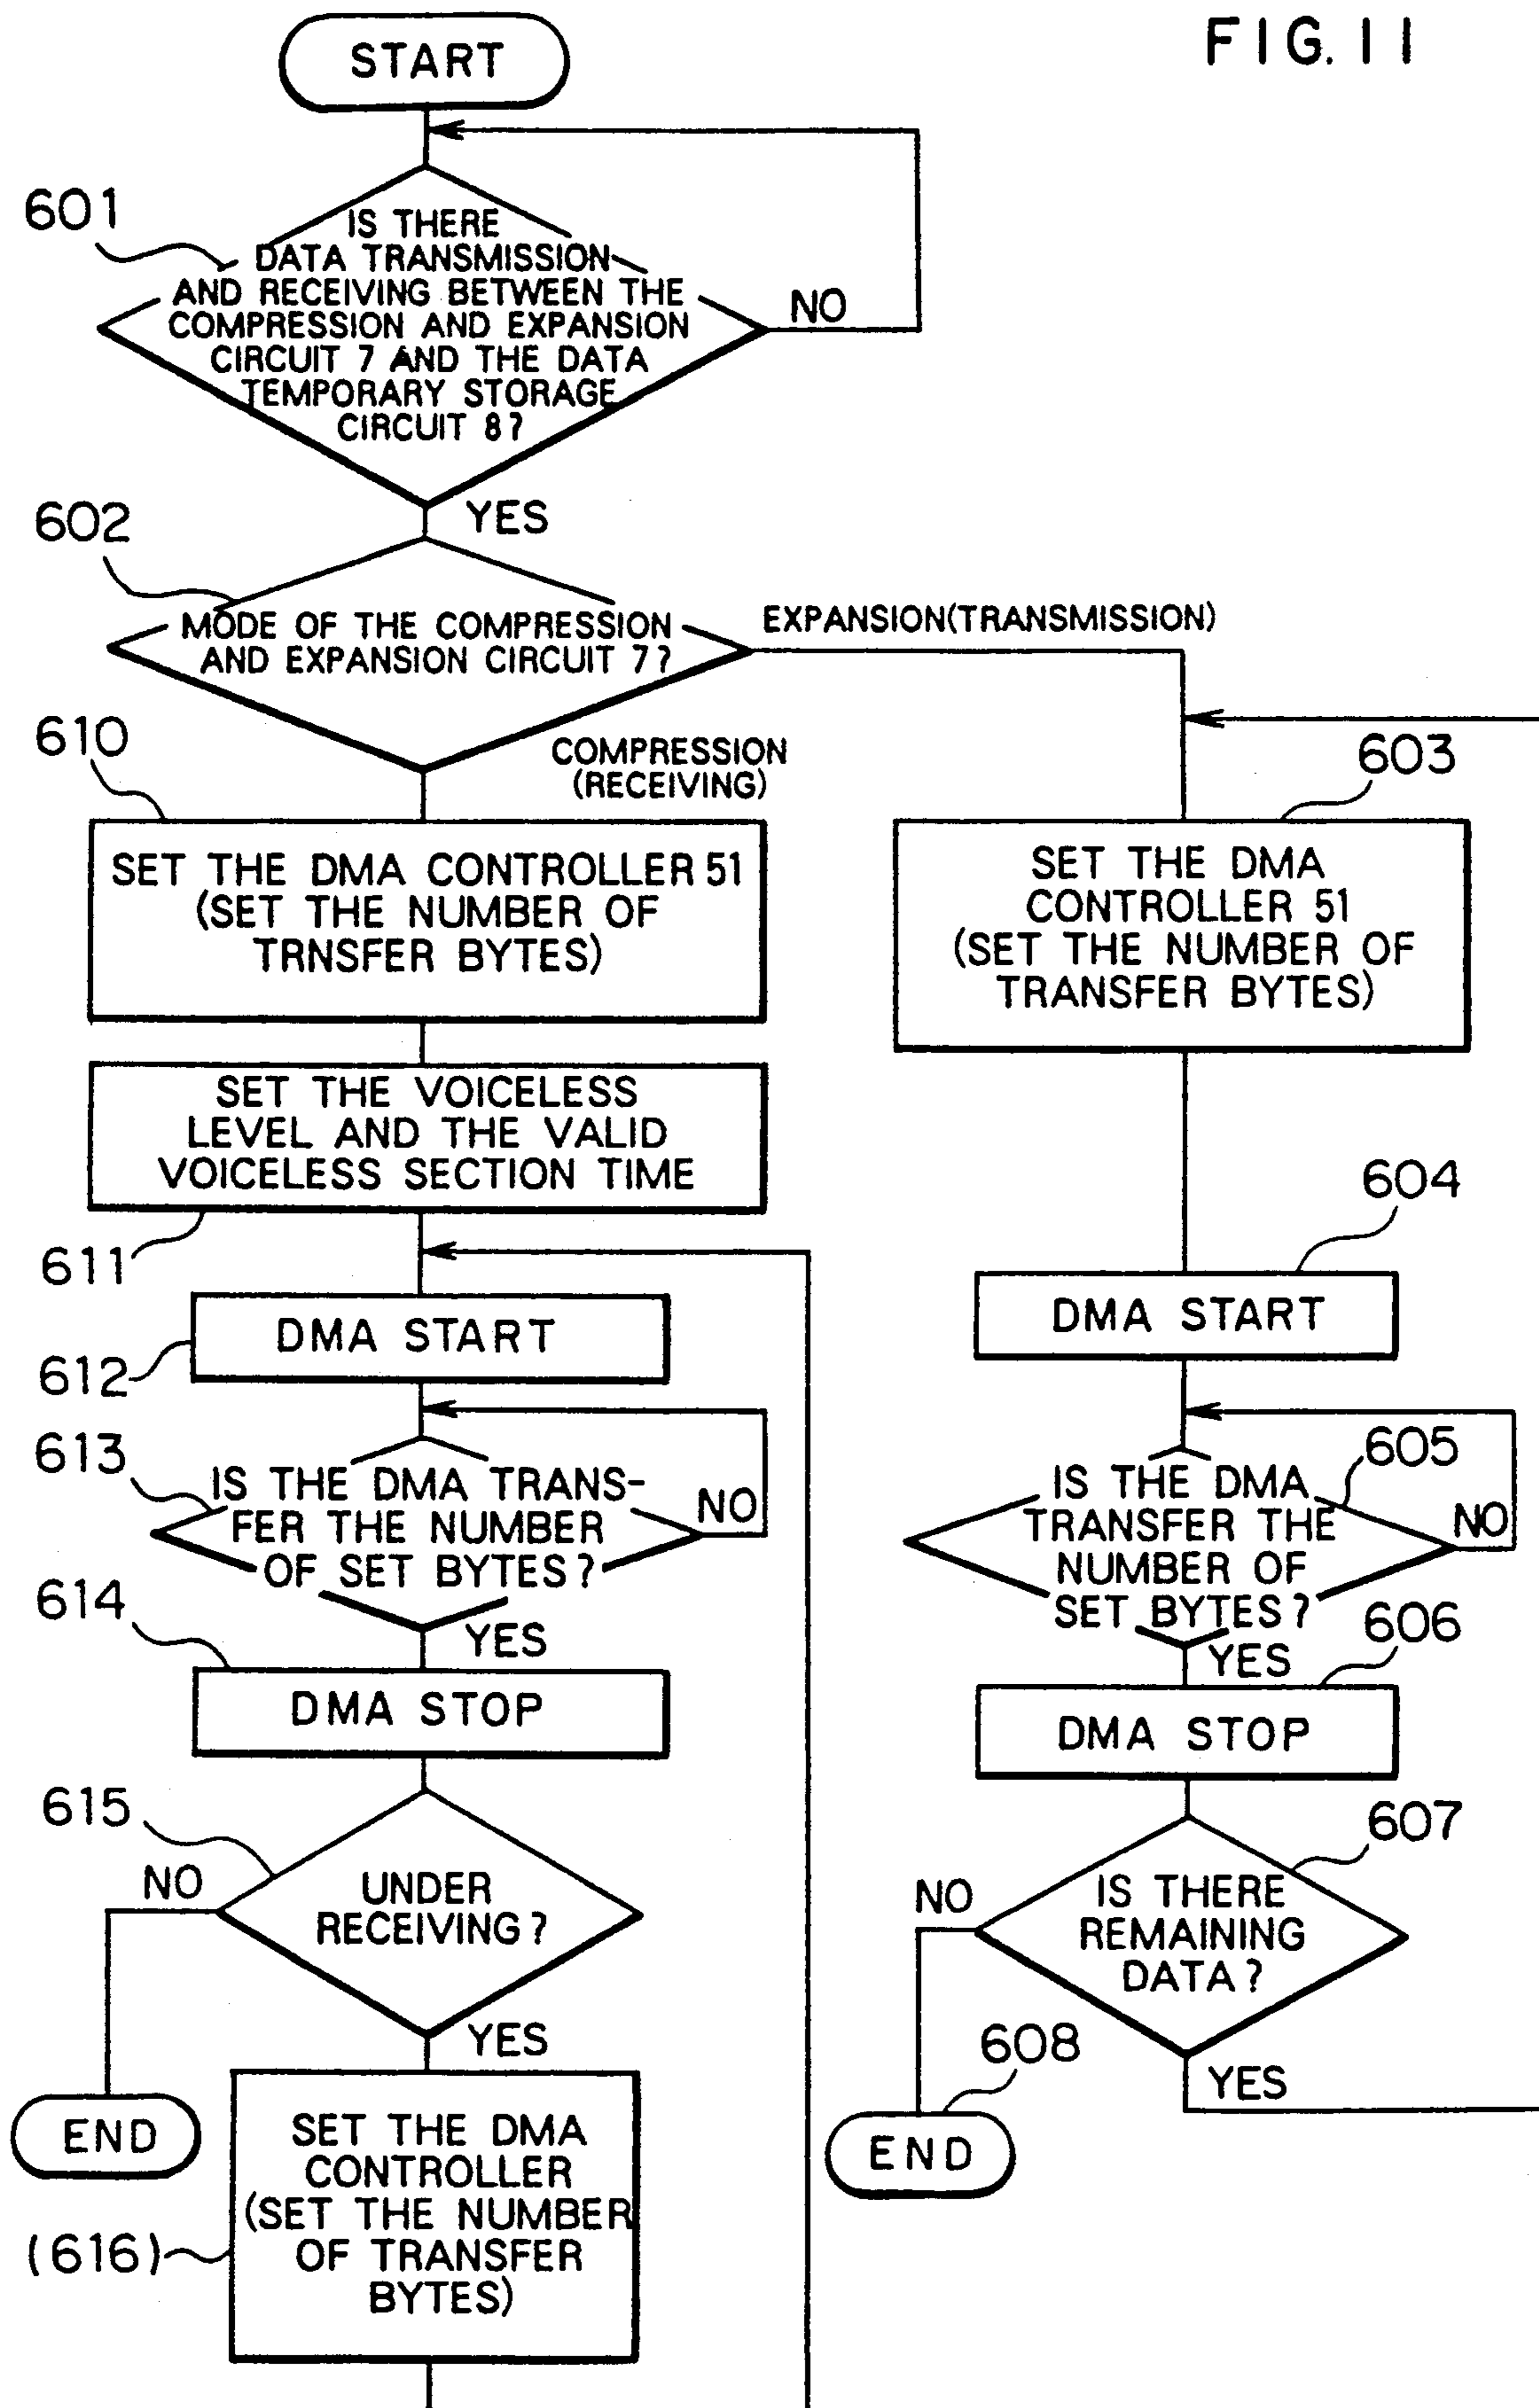 FIG. 11
START
601
IS THERE
DATA TRANSMISSION
AND RECEIVING BETWEEN THE
COMPRESSION AND EXPANSION
CIRCUIT 7 AND THE DATA
TEMPORARY STORAGE
CIRCUIT 8?
NO
YES
602
MODE OF THE COMPRESSION
AND EXPANSION CIRCUIT 7?
EXPANSION(TRANSMISSION)
COMPRESSION
(RECEIVING)
610
SET THE DMA CONTROLLER 51
(SET THE NUMBER OF
TRNSFER BYTES)
SET THE VOICELESS
LEVEL AND THE VALID
VOICELESS SECTION TIME
611
DMA START
612
613
IS THE DMA TRANS-
FER THE NUMBER
OF SET BYTES?
NO
YES
614
DMA STOP
615
UNDER
RECEIVING?
NO
YES
END
SET THE DMA
CONTROLLER
(SET THE NUMBER
OF TRANSFER
BYTES)
(616)
603
SET THE DMA
CONTROLLER 51
(SET THE NUMBER OF
TRANSFER BYTES)
604
DMA START
605
IS THE DMA
TRANSFER THE
NUMBER OF
SET BYTES?
NO
YES
606
DMA STOP
607
IS THERE
REMAINING
DATA?
NO
YES
608
END